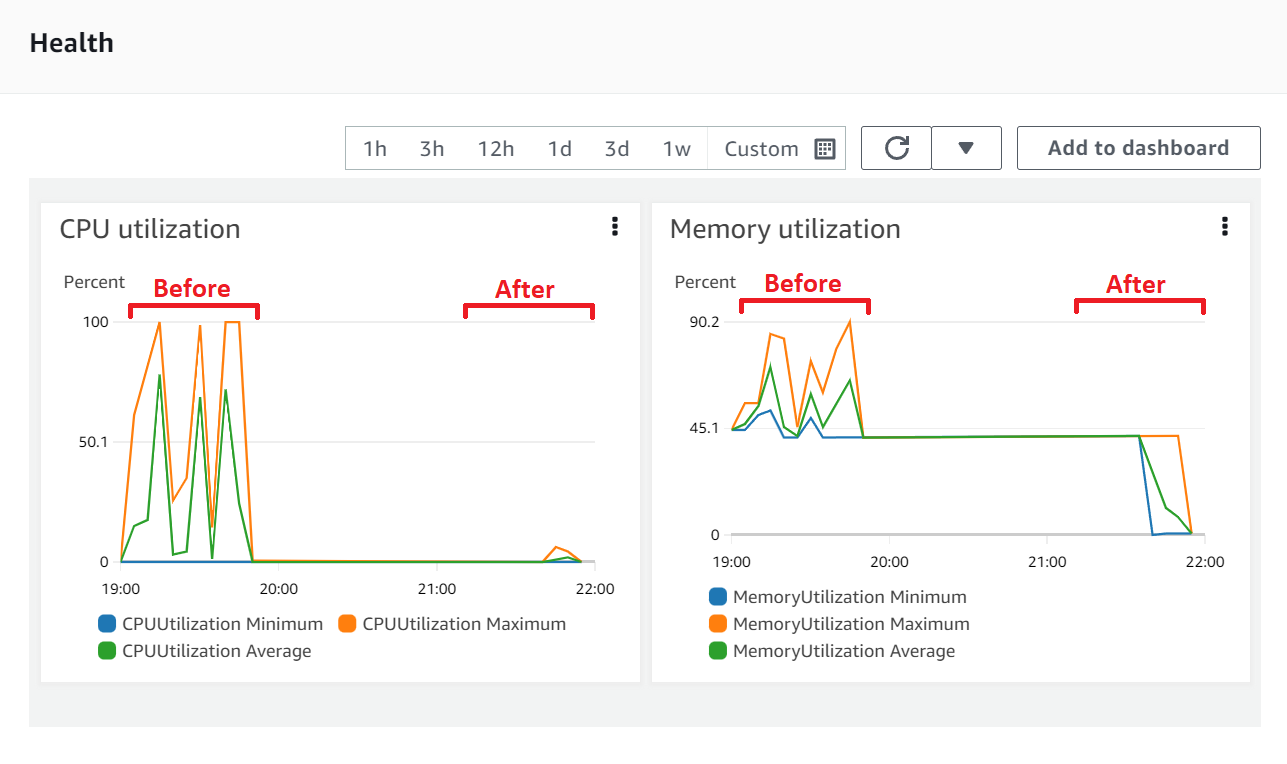 Health
1h 3h 12h 1d 3d 1w Custom Add to dashboard
CPU utilization
Percent
Before
After
100
50.1
0
19:00 20:00 21:00 22:00
CPUUtilization Minimum CPUUtilization Maximum
CPUUtilization Average
Memory utilization
Percent
Before
After
90.2
45.1
0
19:00 20:00 21:00 22:00
MemoryUtilization Minimum
MemoryUtilization Maximum
MemoryUtilization Average